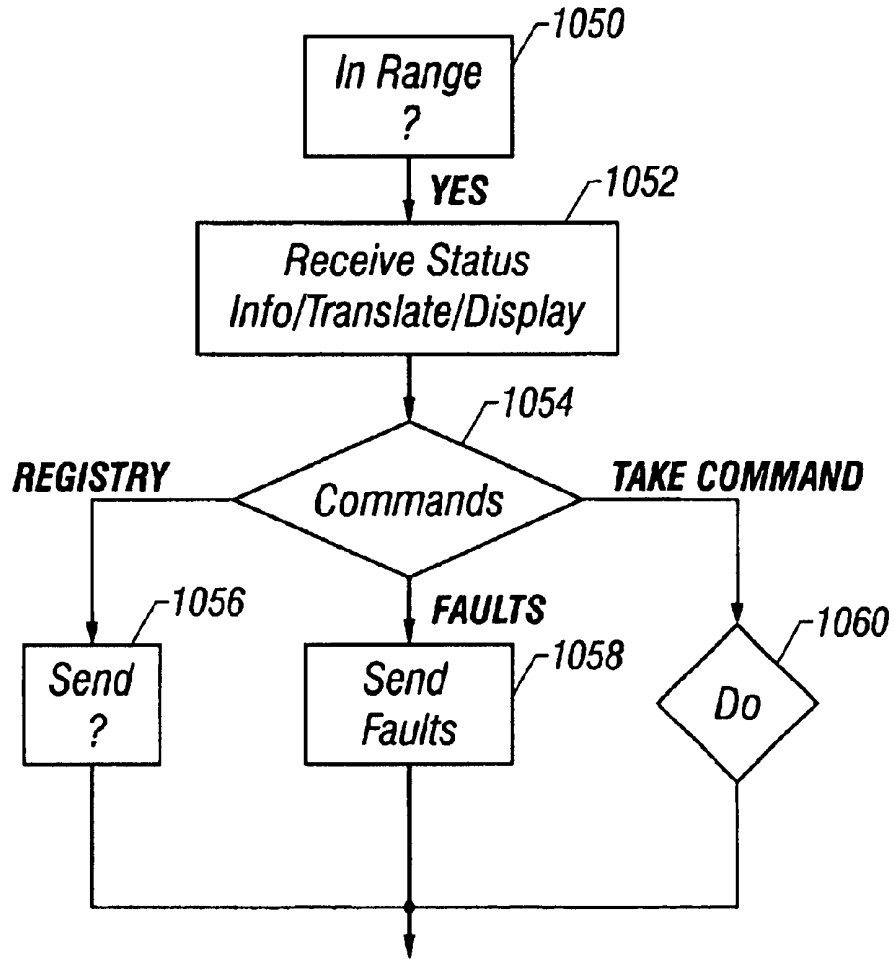 1050
In Range
?
YES
1052
Receive Status
Info/Translate/Display
1054
REGISTRY
Commands
TAKE COMMAND
1056
FAULTS
1058
1060
Send
?
Send
Faults
Do